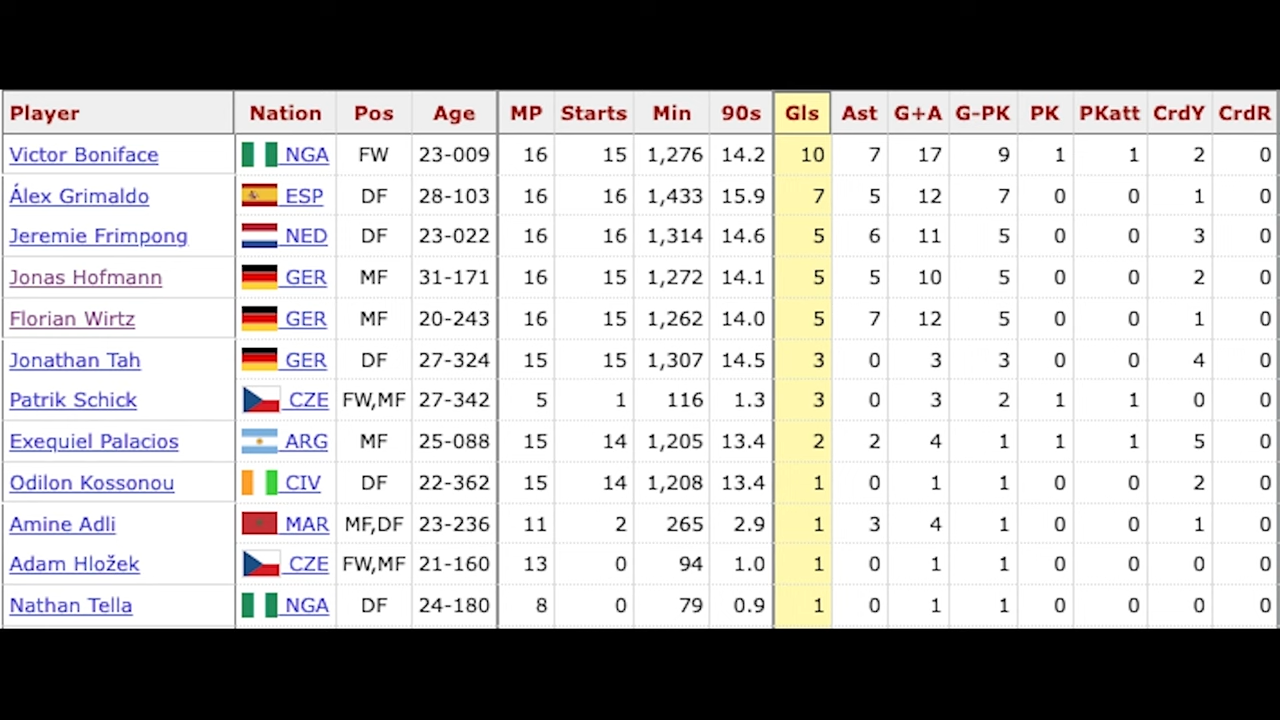 Player Nation Pos Age MP Starts Min 90s Gls Ast G+A G-PK PK PKatt CrdY CrdR
Victor Boniface NGA FW 23-009 16 15 1,276 14.2 10 7 17 9 1 1 2 0
Álex Grimaldo ESP DF 28-103 16 16 1,433 15.9 7 5 12 7 0 0 1 0
Jeremie Frimpong NED DF 23-022 16 16 1,314 14.6 5 6 11 5 0 0 3 0
Jonas Hofmann GER MF 31-171 16 15 1,272 14.1 5 5 10 5 0 0 2 0
Florian Wirtz GER MF 20-243 16 15 1,262 14.0 5 7 12 5 0 0 1 0
Jonathan Tah GER DF 27-324 15 15 1,307 14.5 3 0 3 3 0 0 4 0
Patrik Schick CZE FW,MF 27-342 5 1 116 1.3 3 0 3 2 1 1 0 0
Exequiel Palacios ARG MF 25-088 15 14 1,205 13.4 2 2 4 1 1 1 5 0
Odilon Kossonou CIV DF 22-362 15 14 1,208 13.4 1 0 1 1 0 0 2 0
Amine Adli MAR MF,DF 23-236 11 2 265 2.9 1 3 4 1 0 0 1 0
Adam Hložek CZE FW,MF 21-160 13 0 94 1.0 1 0 1 1 0 0 0 0
Nathan Tella NGA DF 24-180 8 0 79 0.9 1 0 1 1 0 0 0 0